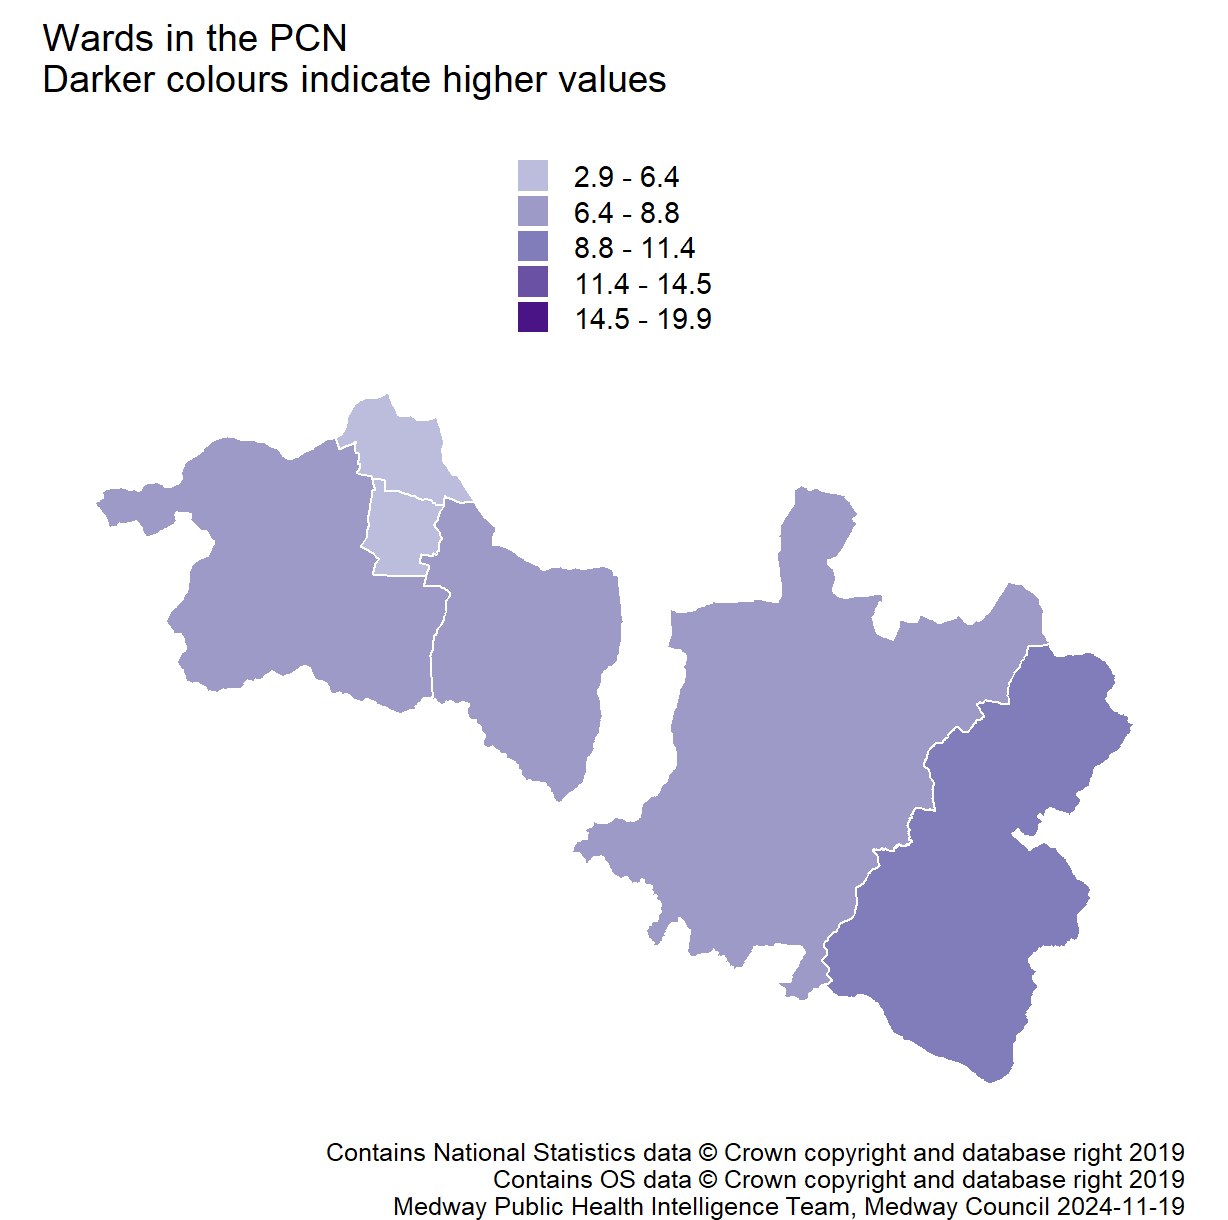 Wards in the PCN
Darker colours indicate higher values
2.9 - 6.4
6.4 - 8.8
8.8 - 11.4
11.4 - 14.5
14.5 - 19.9
Contains National Statistics data © Crown copyright and database right 2019
Contains OS data © Crown copyright and database right 2019
Medway Public Health Intelligence Team, Medway Council 2024-11-19